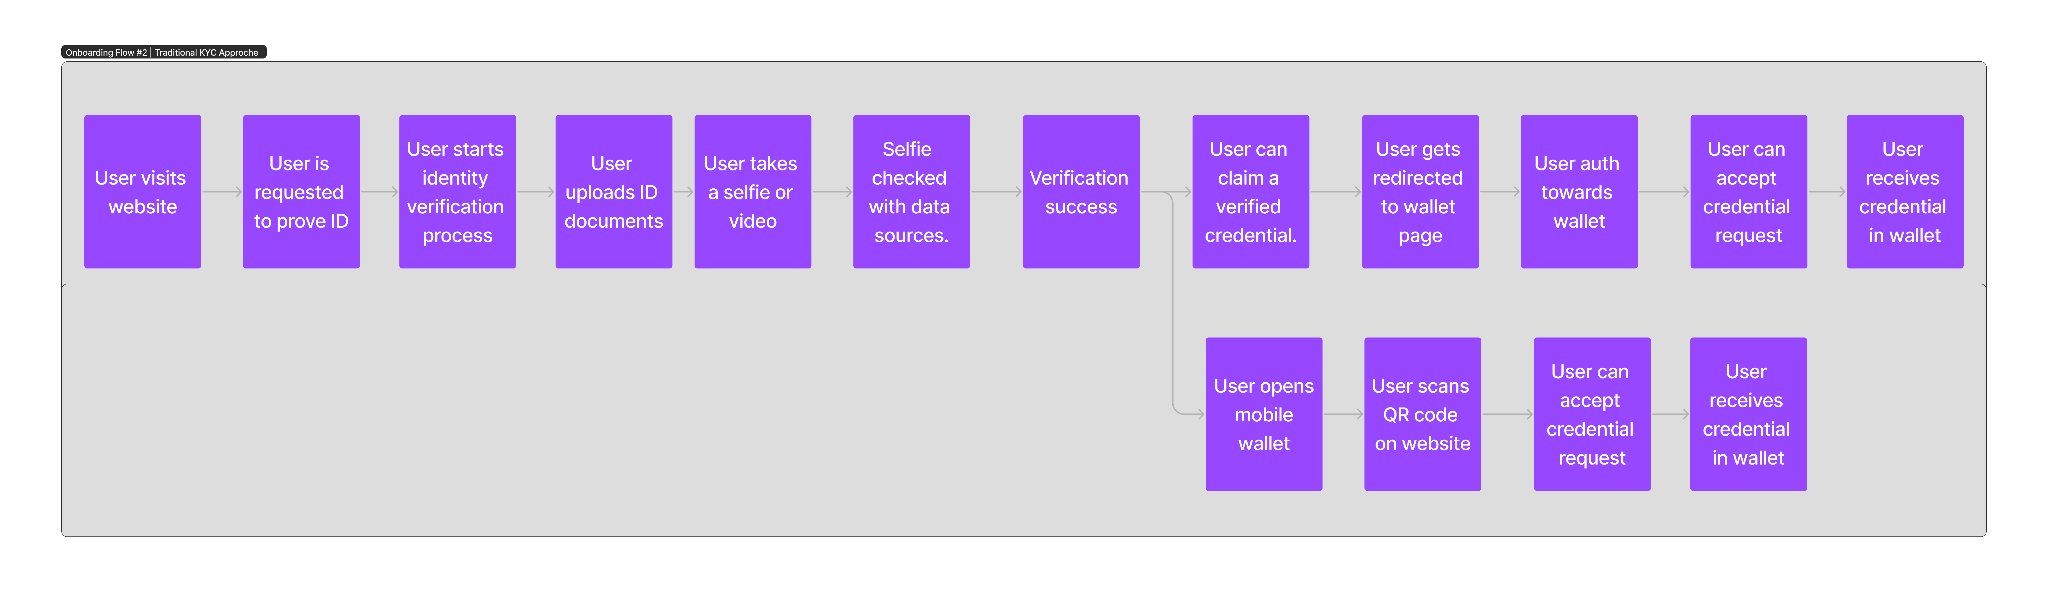 Onboarding Flow #2 | Traditional KYC Approche
User visits
website
User is
requested
to prove ID
User starts
identity
verification
process
User
uploads ID
documents
User takes
a selfie or
video
Selfie
checked
with data
sources.
Verification
success
User can
claim a
verified
credential.
User gets
redirected
to wallet
page
User auth
towards
wallet
User can
accept
credential
request
User
receives
credential
in wallet
User opens
mobile
wallet
User scans
QR code
on website
User can
accept
credential
request
User
receives
credential
in wallet